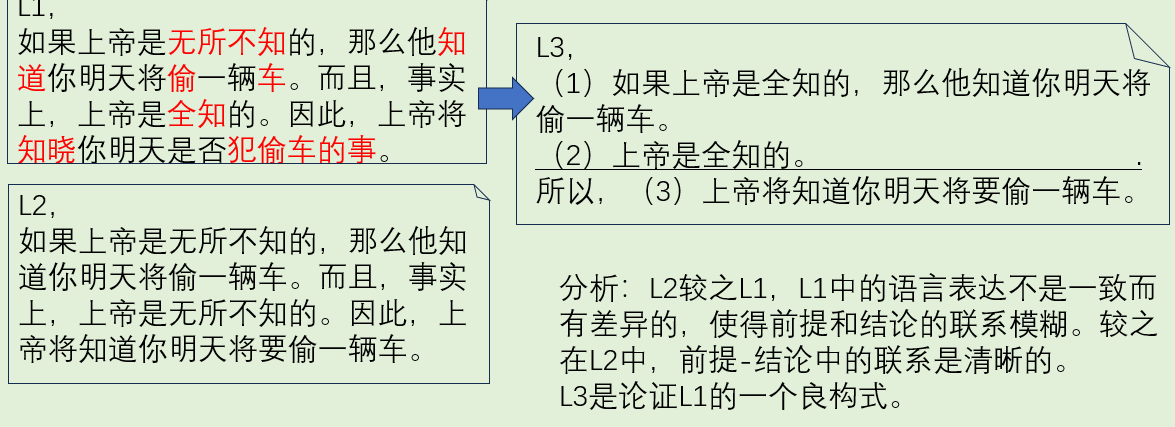 L1,
如果上帝是无所不知的，那么他知
道你明天将偷一辆车。而且，事实
上，上帝是全知的。因此，上帝将
知晓你明天是否犯偷车的事。
L2,
如果上帝是无所不知的，那么他知
道你明天将偷一辆车。而且，事实
上，上帝是无所不知的。因此，上
帝将知道你明天将要偷一辆车。
L3,
（1）如果上帝是全知的，那么他知道你明天将
偷一辆车。
（2）上帝是全知的。 .
所以，（3）上帝将知道你明天将要偷一辆车。
分析：L2较之L1，L1中的语言表达不是一致而
有差异的，使得前提和结论的联系模糊。较之
在L2中，前提-结论中的联系是清晰的。
L3是论证L1的一个良构式。